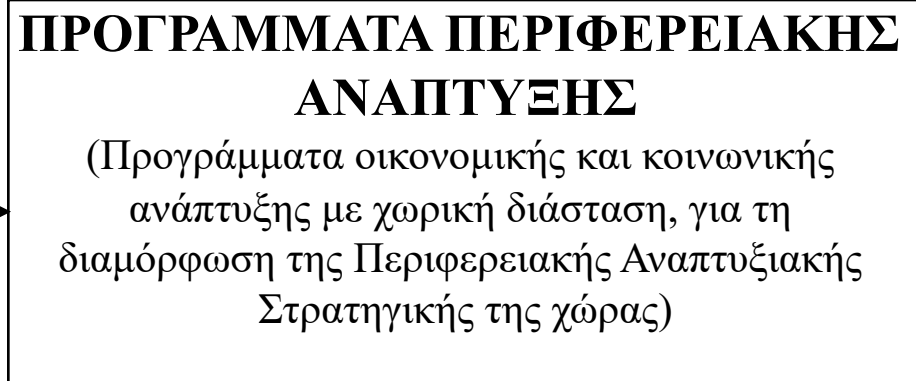 ΠΡΟΓΡΑΜΜΑΤΑ ΠΕΡΙΦΕΡΕΙΑΚΗΣ
ΑΝΑΠΤΥΞΗΣ
(Προγράμματα οικονομικής και κοινωνικής
ανάπτυξης με χωρική διάσταση, για τη
διαμόρφωση της Περιφερειακής Αναπτυξιακής
Στρατηγικής της χώρας)